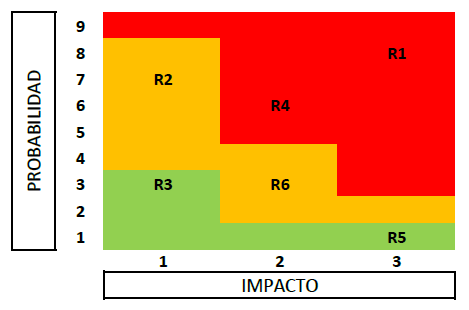 PROBABILIDAD
9
8 R1
7 R2
6 R4
5
4
3 R3 R6
2
1 R5
1 2 3
IMPACTO